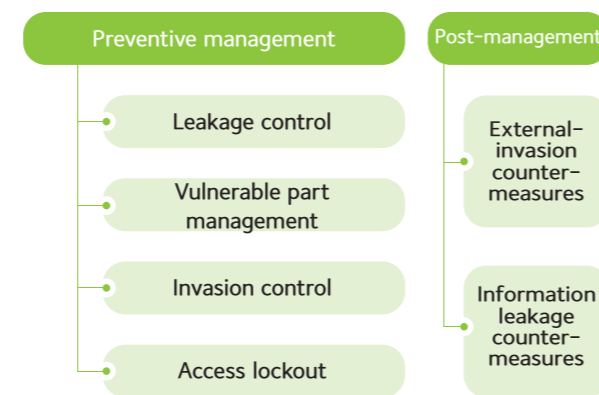 Preventive management
Leakage control
Vulnerable part
management
Invasion control
Access lockout
Post-management
External-
invasion
counter-
measures
Information
leakage
counter-
measures